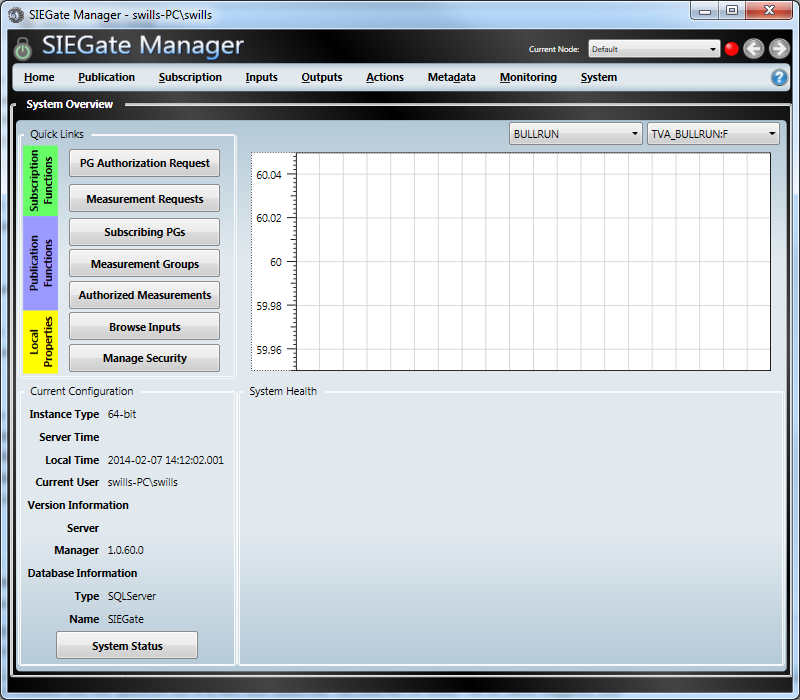 SIEGate Manager - swills-PC\swills
SIEGate Manager
Current Node: Default
Home Publication Subscription Inputs Outputs Actions Metadata Monitoring System ?
System Overview
Quick Links
BULLRUN TVA_BULLRUN:F
Subscription
Functions
PG Authorization Request
Measurement Requests
Publication
Functions
Subscribing PGs
Measurement Groups
Authorized Measurements
Local
Properties
Browse Inputs
Manage Security
60.04
60.02
60
59.98
59.96
Current Configuration
Instance Type 64-bit
Server Time
Local Time 2014-02-07 14:12:02.001
Current User swills-PC\swills
Version Information
Server
Manager 1.0.60.0
Database Information
Type SQLServer
Name SIEGate
System Status
System Health